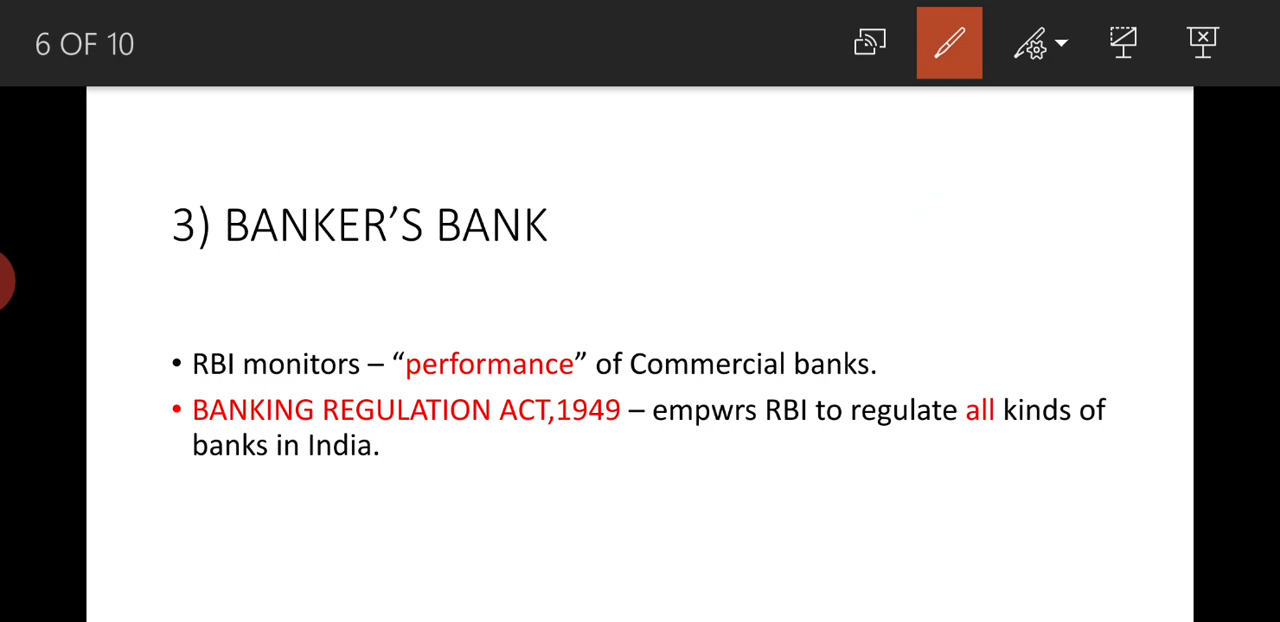 6 OF 10
3) BANKER’S BANK
• RBI monitors – “performance” of Commercial banks.
• BANKING REGULATION ACT,1949 – empwrs RBI to regulate all kinds of
banks in India.